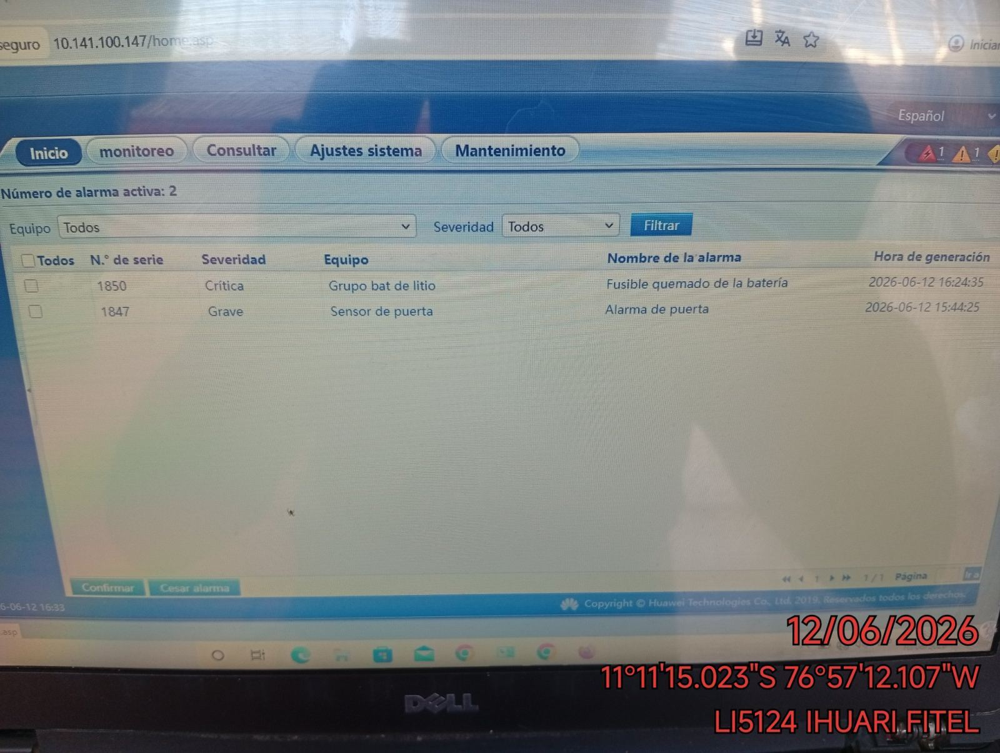 seguro 10.141.100.147/home.asp
Iniciar
Español
Inicio monitoreo Consultar Ajustes sistema Mantenimiento 1 1
Número de alarma activa: 2
Equipo Todos Severidad Todos Filtrar
Todos N.° de serie Severidad Equipo Nombre de la alarma Hora de generación
1850 Crítica Grupo bat de litio Fusible quemado de la batería 2026-06-12 16:24:35
1847 Grave Sensor de puerta Alarma de puerta 2026-06-12 15:44:25
1 1/1 Página Ir a
Confirmar Cesar alarma
6-06-12 16:33 Copyright © Huawei Technologies Co., Ltd. 2019. Reservados todos los derechos.
.asp
12/06/2026
11°11'15.023"S 76°57'12.107"W
DELL
LI5124 IHUARI FITEL